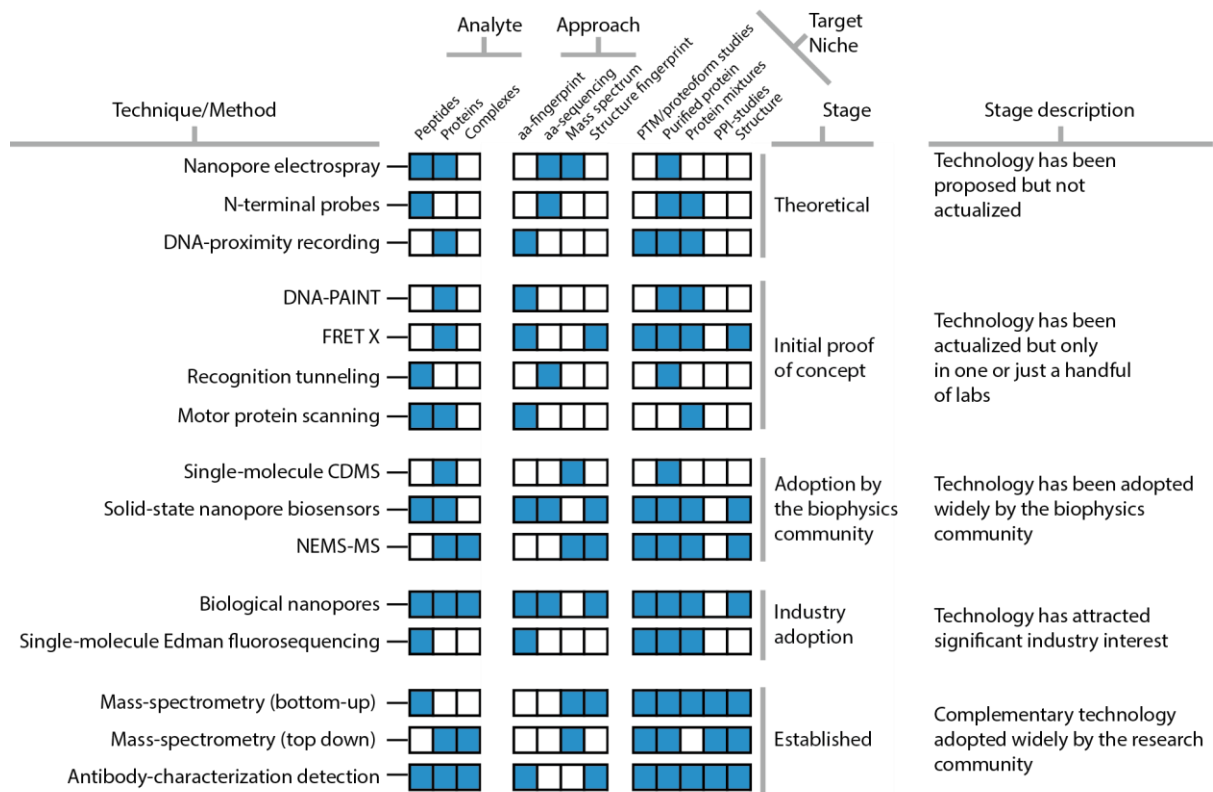 Analyte
Approach
Target
Niche
Technique/Method
Peptides
Proteins
Complexes
aa-fingerprint
aa-sequencing
Mass spectrum
Structure fingerprint
PTM/proteoform studies
Purified protein
Protein mixtures
PPI-studies
Structure
Stage
Stage description
Nanopore electrospray
N-terminal probes
DNA-proximity recording
Theoretical
Technology has been
proposed but not
actualized
DNA-PAINT
FRET X
Recognition tunneling
Motor protein scanning
Initial proof
of concept
Technology has been
actualized but only
in one or just a handful
of labs
Single-molecule CDMS
Solid-state nanopore biosensors
NEMS-MS
Adoption by
the biophysics
community
Technology has been adopted
widely by the biophysics
community
Biological nanopores
Single-molecule Edman fluorosequencing
Industry
adoption
Technology has attracted
significant industry interest
Mass-spectrometry (bottom-up)
Mass-spectrometry (top down)
Antibody-characterization detection
Established
Complementary technology
adopted widely by the research
community